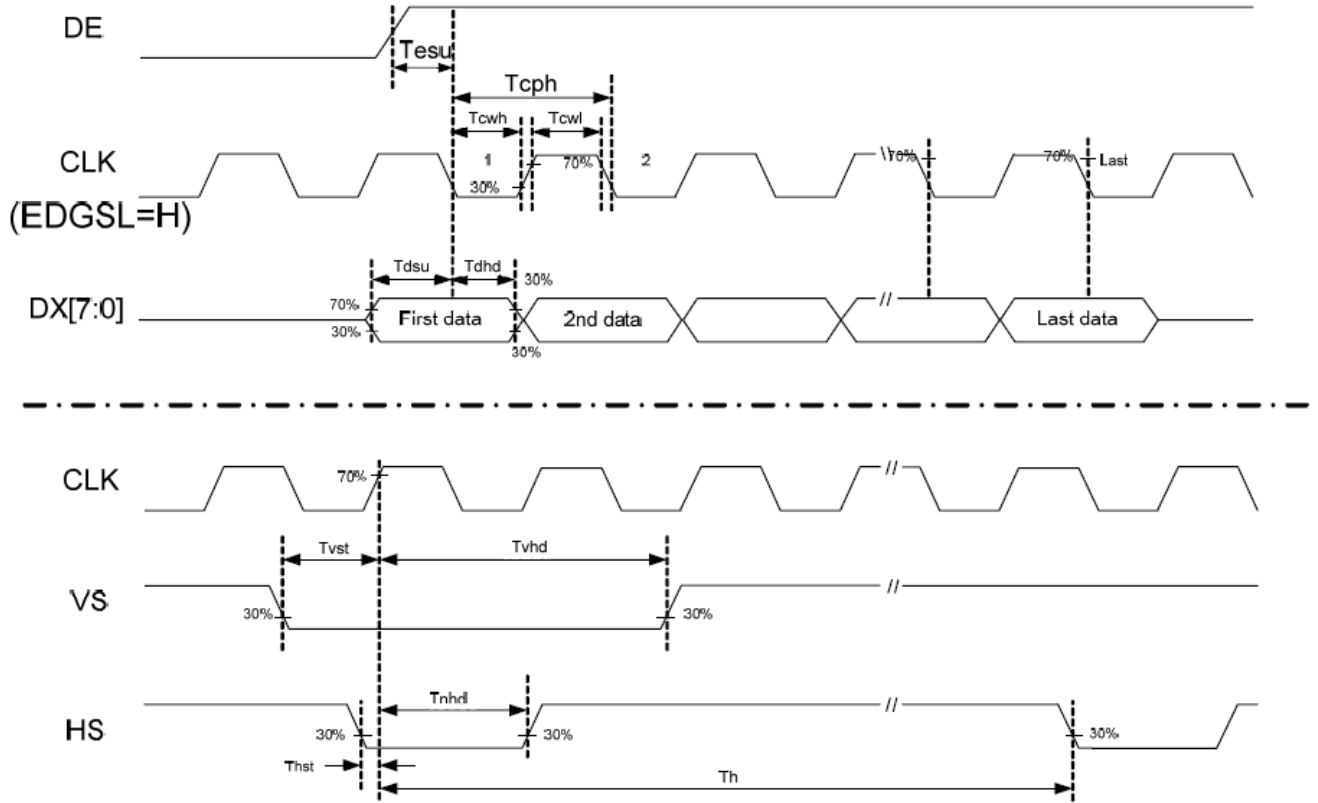 DE
Tesu
Tcph
Tcwh
Tcwl
CLK
1
70%
2
\\
70%
70%
Last
30%
(EDGSL=H)
Tdsu
Tdhd
30%
DX[7:0]
70%
First data
2nd data
//
Last data
30%
30%
CLK
70%
//
Tvst
Tvhd
VS
30%
30%
//
Thhd
HS
30%
30%
//
30%
Thst
Th